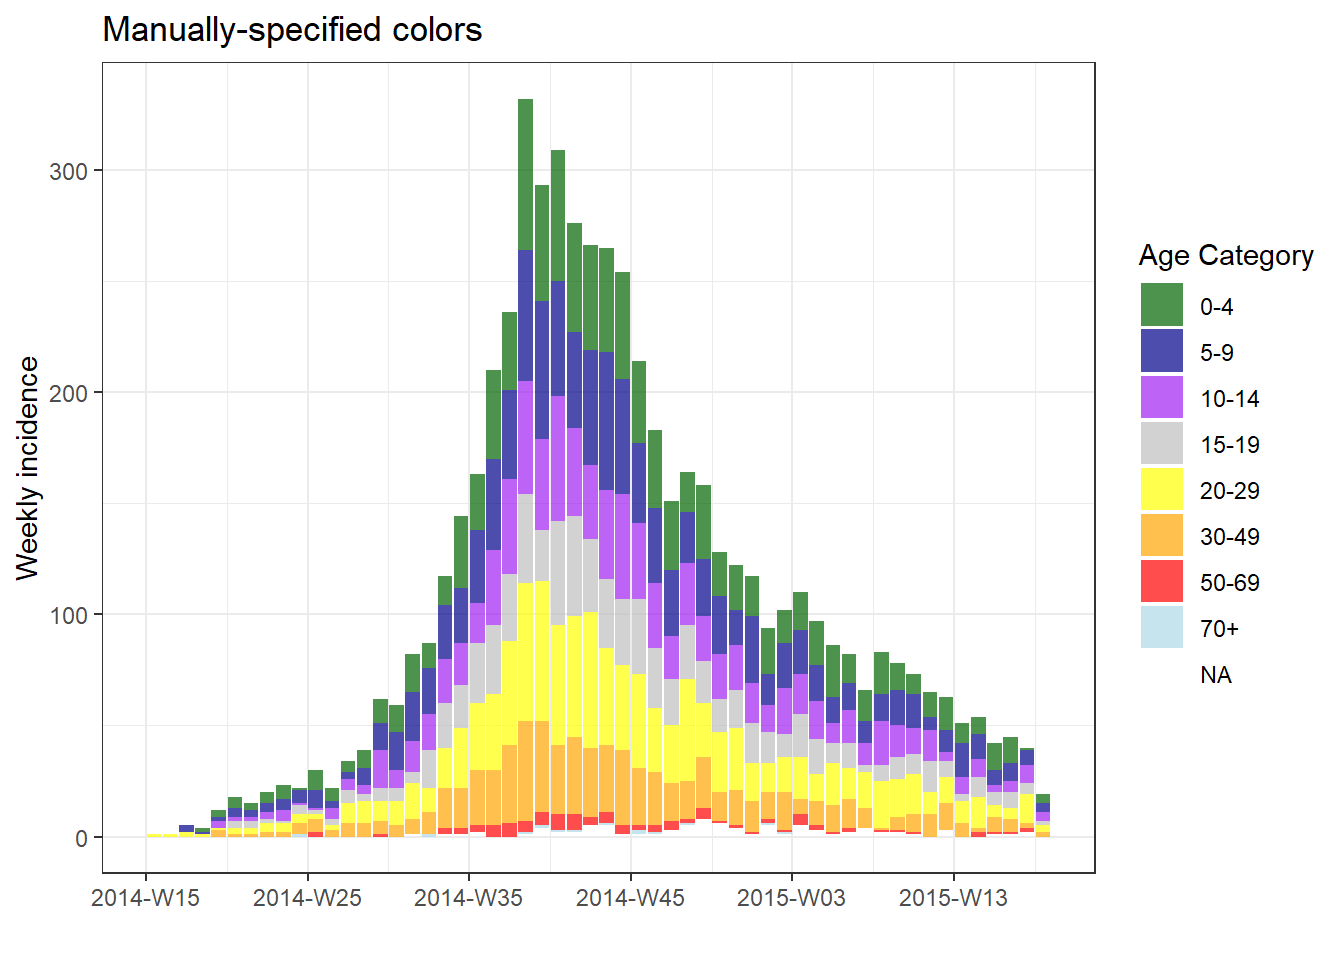 Manually-specified colors
Weekly incidence
300
200
100
0
2014-W15
2014-W25
2014-W35
2014-W45
2015-W03
2015-W13
Age Category
0-4
5-9
10-14
15-19
20-29
30-49
50-69
70+
NA